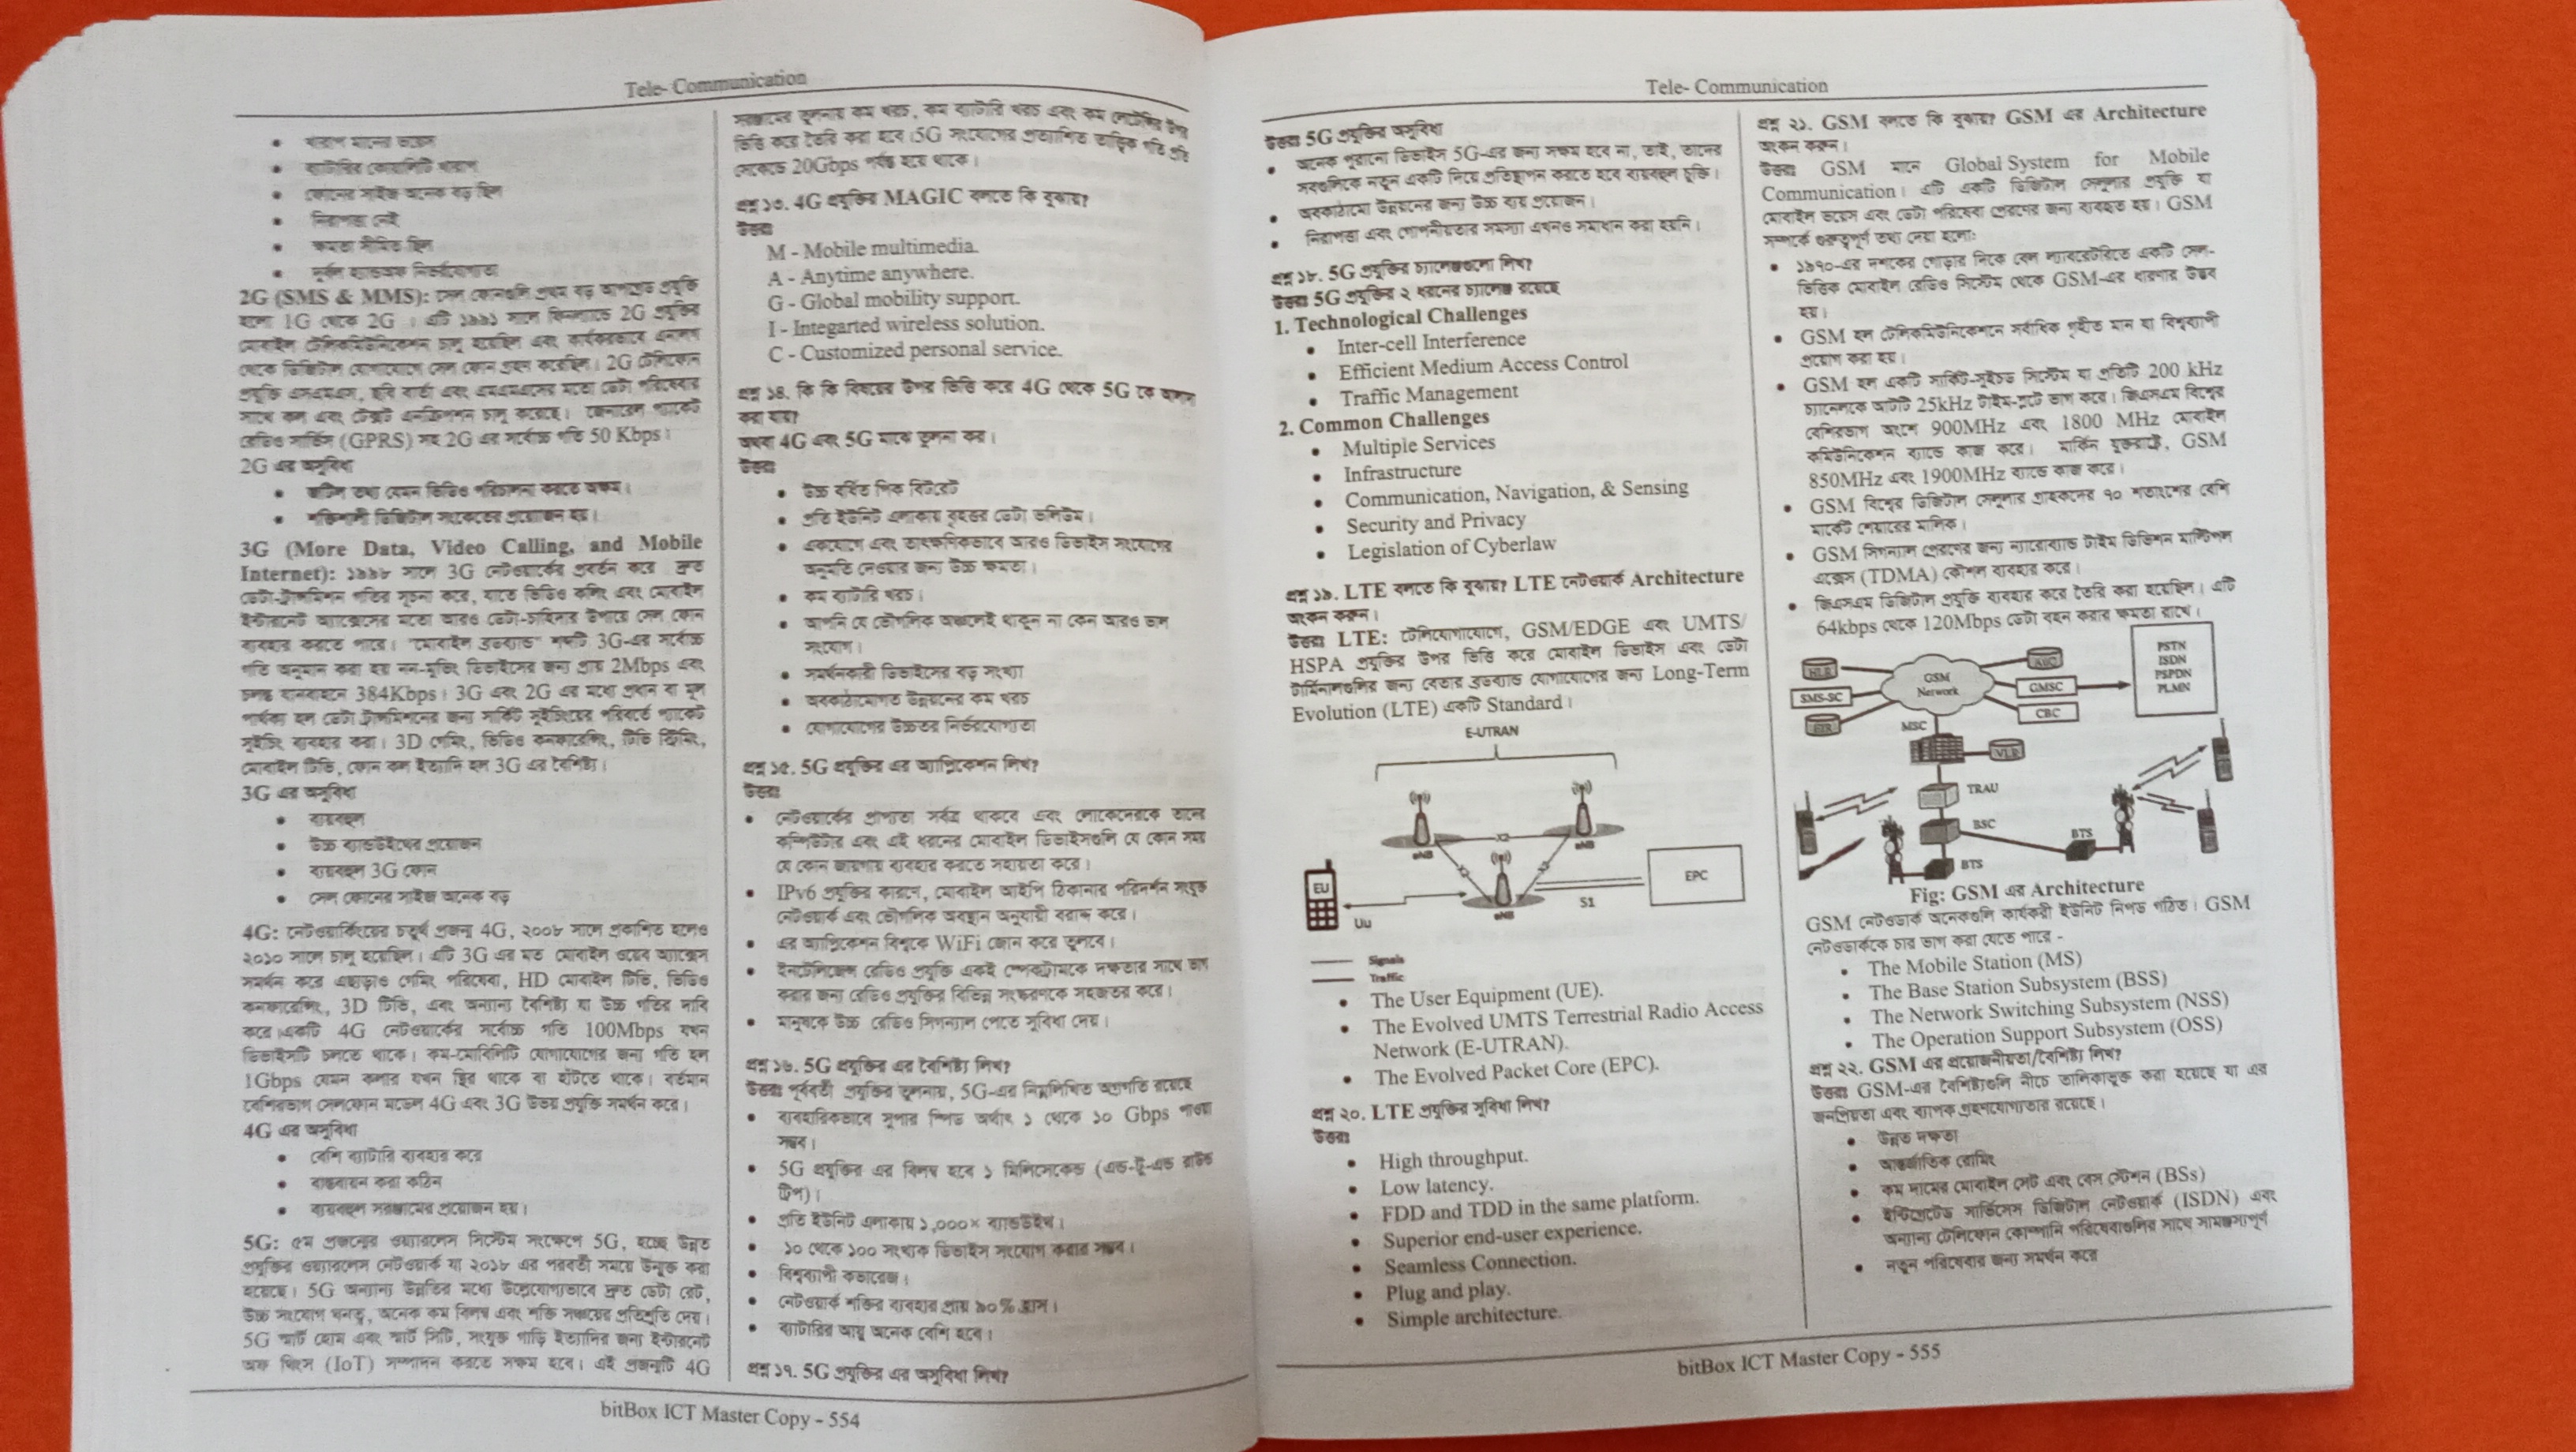 Tele- Communication
• খারাপ মানের ভয়েস
• ব্যাটারির কোয়ালিটি খারাপ
• ফোনের সাইজ অনেক বড় ছিল
• নিরাপত্তা নেই
• ক্ষমতা সীমিত ছিল
• দুর্বল হ্যান্ডঅফ নির্ভরযোগ্যতা
2G (SMS & MMS): সেল ফোনগুলি প্রথম বড় আপগ্রেড প্রযুক্তি
হলো 1G থেকে 2G । এটি ১৯৯১ সালে ফিনল্যান্ডে 2G প্রযুক্তির
মোবাইল টেলিকমিউনিকেশন চালু হয়েছিল এবং কার্যকরভাবে এনালগ
থেকে ডিজিটাল যোগাযোগে সেল ফোন গ্রহন করেছিল। 2G টেলিফোন
প্রযুক্তি এসএমএস, ছবি বার্তা এবং এমএমএসের মতো ডেটা পরিষেবার
সাথে কল এবং টেক্সট এনক্রিপশন চালু করেছে। জেনারেল প্যাকেট
রেডিও সার্ভিস (GPRS) সহ 2G এর সর্বোচ্চ গতি 50 Kbps।
2G এর অসুবিধা
• জটিল তথ্য যেমন ভিডিও পরিচালনা করতে অক্ষম।
• শক্তিশালী ডিজিটাল সংকেতের প্রয়োজন হয়।
3G (More Data, Video Calling, and Mobile
Internet): ১৯৯৮ সালে 3G নেটওয়ার্কের প্রবর্তন করে দ্রুত
ডেটা-ট্রান্সমিশন গতির সূচনা করে, যাতে ভিডিও কলিং এবং মোবাইল
ইন্টারনেট অ্যাক্সেসের মতো আরও ডেটা-চাহিদার উপায়ে সেল ফোন
ব্যবহার করতে পারে। "মোবাইল ব্রডব্যান্ড" শব্দটি 3G-এর সর্বোচ্চ
গতি অনুমান করা হয় নন-মুভিং ডিভাইসের জন্য প্রায় 2Mbps এবং
চলন্ত যানবাহনে 384Kbps। 3G এবং 2G এর মধ্যে প্রধান বা মূল
পার্থক্য হল ডেটা ট্রান্সমিশনের জন্য সার্কিট সুইচিংয়ের পরিবর্তে প্যাকেট
সুইচিং ব্যবহার করা। 3D গেমিং, ভিডিও কনফারেন্সিং, টিভি স্ট্রিমিং,
মোবাইল টিভি, ফোন কল ইত্যাদি হল 3G এর বৈশিষ্ট্য।
3G এর অসুবিধা
• ব্যয়বহুল
• উচ্চ ব্যান্ডউইথের প্রয়োজন
• ব্যয়বহুল 3G ফোন
• সেল ফোনের সাইজ অনেক বড়
4G: নেটওয়ার্কিংয়ের চতুর্থ প্রজন্ম 4G, ২০০৮ সালে প্রকাশিত হলেও
২০১০ সালে চালু হয়েছিল। এটি 3G এর মত মোবাইল ওয়েব অ্যাক্সেস
সমর্থন করে এছাড়াও গেমিং পরিষেবা, HD মোবাইল টিভি, ভিডিও
কনফারেন্সিং, 3D টিভি, এবং অন্যান্য বৈশিষ্ট্য যা উচ্চ গতির দাবি
করে।একটি 4G নেটওয়ার্কের সর্বোচ্চ গতি 100Mbps যখন
ডিভাইসটি চলতে থাকে। কম-মোবিলিটি যোগাযোগের জন্য গতি হল
1Gbps যেমন কলার যখন স্থির থাকে বা হাঁটতে থাকে। বর্তমান
বেশিরভাগ সেলফোন মডেল 4G এবং 3G উভয় প্রযুক্তি সমর্থন করে।
4G এর অসুবিধা
• বেশি ব্যাটারি ব্যবহার করে
• বাস্তবায়ন করা কঠিন
• ব্যয়বহুল সরঞ্জামের প্রয়োজন হয়।
5G: ৫ম প্রজন্মের ওয়্যারলেস সিস্টেম সংক্ষেপে 5G, হচ্ছে উন্নত
প্রযুক্তির ওয়্যারলেস নেটওয়ার্ক যা ২০১৮ এর পরবর্তী সময়ে উন্মুক্ত করা
হয়েছে। 5G অন্যান্য উন্নতির মধ্যে উল্লেখযোগ্যভাবে দ্রুত ডেটা রেট,
উচ্চ সংযোগ ঘনত্ব, অনেক কম বিলম্ব এবং শক্তি সঞ্চয়ের প্রতিশ্রুতি দেয়।
5G স্মার্ট হোম এবং স্মার্ট সিটি, সংযুক্ত গাড়ি ইত্যাদির জন্য ইন্টারনেট
অফ থিংস (IoT) সম্পাদন করতে সক্ষম হবে। এই প্রজন্মটি 4G
সরঞ্জামের তুলনায় কম খরচ, কম ব্যাটারি খরচ এবং কম লেটেন্সির উপর
ভিত্তি করে তৈরি করা হবে।5G সংযোগের প্রত্যাশিত তাত্ত্বিক গতি প্রতি
সেকেন্ডে 20Gbps পর্যন্ত হয়ে থাকে।
প্রশ্ন ১৩. 4G প্রযুক্তির MAGIC বলতে কি বুঝায়?
উত্তরঃ
M - Mobile multimedia.
A - Anytime anywhere.
G - Global mobility support.
I - Integarted wireless solution.
C - Customized personal service.
প্রশ্ন ১৪. কি কি বিষয়ের উপর ভিত্তি করে 4G থেকে 5G কে আলাদা
করা যায়?
অথবা 4G এবং 5G মাঝে তুলনা কর।
উত্তরঃ
• উচ্চ বর্ধিত পিক বিটরেট
• প্রতি ইউনিট এলাকায় বৃহত্তর ডেটা ভলিউম।
• একযোগে এবং তাৎক্ষণিকভাবে আরও ডিভাইস সংযোগের
অনুমতি দেওয়ার জন্য উচ্চ ক্ষমতা।
• কম ব্যাটারি খরচ।
• আপনি যে ভৌগলিক অঞ্চলেই থাকুন না কেন আরও ভাল
সংযোগ।
• সমর্থনকারী ডিভাইসের বড় সংখ্যা
• অবকাঠামোগত উন্নয়নের কম খরচ
• যোগাযোগের উচ্চতর নির্ভরযোগ্যতা
প্রশ্ন ১৫. 5G প্রযুক্তির এর অ্যাপ্লিকেশন লিখ?
উত্তরঃ
• নেটওয়ার্কের প্রাপ্যতা সর্বত্র থাকবে এবং লোকেদেরকে তাদের
কম্পিউটার এবং এই ধরনের মোবাইল ডিভাইসগুলি যে কোন সময়
যে কোন জায়গায় ব্যবহার করতে সহায়তা করে।
• IPv6 প্রযুক্তির কারণে, মোবাইল আইপি ঠিকানার পরিদর্শন সংযুক্ত
নেটওয়ার্ক এবং ভৌগলিক অবস্থান অনুযায়ী বরাদ্দ করে।
• এর অ্যাপ্লিকেশন বিশ্বকে WiFi জোন করে তুলবে।
• ইনটেলিজেন্স রেডিও প্রযুক্তি একই স্পেকট্রামকে দক্ষতার সাথে ভাগ
করার জন্য রেডিও প্রযুক্তির বিভিন্ন সংস্করণকে সহজতর করে।
• মানুষকে উচ্চ রেডিও সিগন্যাল পেতে সুবিধা দেয়।
প্রশ্ন ১৬. 5G প্রযুক্তির এর বৈশিষ্ট্য লিখ?
উত্তরঃ পূর্ববর্তী প্রযুক্তির তুলনায়, 5G-এর নিম্নলিখিত অগ্রগতি রয়েছে
• ব্যবহারিকভাবে সুপার স্পিড অর্থাৎ ১ থেকে ১০ Gbps পাওয়া
সম্ভব।
• 5G প্রযুক্তির এর বিলম্ব হবে ১ মিলিসেকেন্ড (এন্ড-টু-এন্ড রাউন্ড
ট্রিপ)।
• প্রতি ইউনিট এলাকায় ১,০০০× ব্যান্ডউইথ।
• ১০ থেকে ১০০ সংখ্যক ডিভাইস সংযোগ করার সম্ভব।
• বিশ্বব্যাপী কভারেজ।
• নেটওয়ার্ক শক্তির ব্যবহার প্রায় ৯০% হ্রাস।
• ব্যাটারির আয়ু অনেক বেশি হবে।
প্রশ্ন ১৭. 5G প্রযুক্তির এর অসুবিধা লিখ?
bitBox ICT Master Copy - 554
Tele- Communication
উত্তরঃ 5G প্রযুক্তির অসুবিধা
• অনেক পুরানো ডিভাইস 5G-এর জন্য সক্ষম হবে না, তাই, তাদের
সবগুলিকে নতুন একটি দিয়ে প্রতিস্থাপন করতে হবে ব্যয়বহুল চুক্তি।
• অবকাঠামো উন্নয়নের জন্য উচ্চ ব্যয় প্রয়োজন।
• নিরাপত্তা এবং গোপনীয়তার সমস্যা এখনও সমাধান করা হয়নি।
প্রশ্ন ১৮. 5G প্রযুক্তির চ্যালেঞ্জগুলো লিখ?
উত্তরঃ 5G প্রযুক্তির ২ ধরনের চ্যালেঞ্জ রয়েছে
1. Technological Challenges
• Inter-cell Interference
• Efficient Medium Access Control
• Traffic Management
2. Common Challenges
• Multiple Services
• Infrastructure
• Communication, Navigation, & Sensing
• Security and Privacy
• Legislation of Cyberlaw
প্রশ্ন ১৯. LTE বলতে কি বুঝায়? LTE নেটওয়ার্ক Architecture
অংকন করুন।
উত্তরঃ LTE: টেলিযোগাযোগে, GSM/EDGE এবং UMTS/
HSPA প্রযুক্তির উপর ভিত্তি করে মোবাইল ডিভাইস এবং ডেটা
টার্মিনালগুলির জন্য বেতার ব্রডব্যান্ড যোগাযোগের জন্য Long-Term
Evolution (LTE) একটি Standard।
E-UTRAN
X2
eNB
eNB
EU
EPC
eNB
S1
Uu
Signals
Traffic
• The User Equipment (UE).
• The Evolved UMTS Terrestrial Radio Access
Network (E-UTRAN).
• The Evolved Packet Core (EPC).
প্রশ্ন ২০. LTE প্রযুক্তির সুবিধা লিখ?
উত্তরঃ
• High throughput.
• Low latency.
• FDD and TDD in the same platform.
• Superior end-user experience.
• Seamless Connection.
• Plug and play.
• Simple architecture.
প্রশ্ন ২১. GSM বলতে কি বুঝায়? GSM এর Architecture
অংকন করুন।
উত্তরঃ GSM মানে Global System for Mobile
Communication। এটি একটি ডিজিটাল সেলুলার প্রযুক্তি যা
মোবাইল ভয়েস এবং ডেটা পরিষেবা প্রেরণের জন্য ব্যবহৃত হয়। GSM
সম্পর্কে গুরুত্বপূর্ণ তথ্য দেয়া হলো:
• ১৯৭০-এর দশকের গোড়ার দিকে বেল ল্যাবরেটরিতে একটি সেল-
ভিত্তিক মোবাইল রেডিও সিস্টেম থেকে GSM-এর ধারণার উদ্ভব
হয়।
• GSM হল টেলিকমিউনিকেশনে সর্বাধিক গৃহীত মান যা বিশ্বব্যাপী
প্রয়োগ করা হয়।
• GSM হল একটি সার্কিট-সুইচড সিস্টেম যা প্রতিটি 200 kHz
চ্যানেলকে আটটি 25kHz টাইম-স্লটে ভাগ করে। জিএসএম বিশ্বের
বেশিরভাগ অংশে 900MHz এবং 1800 MHz মোবাইল
কমিউনিকেশন ব্যান্ডে কাজ করে। মার্কিন যুক্তরাষ্ট্রে, GSM
850MHz এবং 1900MHz ব্যান্ডে কাজ করে।
• GSM বিশ্বের ডিজিটাল সেলুলার গ্রাহকদের ৭০ শতাংশের বেশি
মার্কেট শেয়ারের মালিক।
• GSM সিগন্যাল প্রেরণের জন্য ন্যারোব্যান্ড টাইম ডিভিশন মাল্টিপল
এক্সেস (TDMA) কৌশল ব্যবহার করে।
• জিএসএম ডিজিটাল প্রযুক্তি ব্যবহার করে তৈরি করা হয়েছিল। এটি
64kbps থেকে 120Mbps ডেটা বহন করার ক্ষমতা রাখে।
HLR
AUC
PSTN
ISDN
PSPDN
PLMN
GSM
Network
SMS-SC
GMSC
EIR
CBC
MSC
VLR
TRAU
BSC
BTS
BTS
Fig: GSM এর Architecture
GSM নেটওয়ার্ক অনেকগুলি কার্যকরী ইউনিট নিপত গঠিত। GSM
নেটওয়ার্ককে চার ভাগ করা যেতে পারে -
• The Mobile Station (MS)
• The Base Station Subsystem (BSS)
• The Network Switching Subsystem (NSS)
• The Operation Support Subsystem (OSS)
প্রশ্ন ২২. GSM এর প্রয়োজনীয়তা/বৈশিষ্ট্য লিখ?
উত্তরঃ GSM-এর বৈশিষ্ট্যগুলি নীচে তালিকাভুক্ত করা হয়েছে যা এর
জনপ্রিয়তা এবং ব্যাপক গ্রহণযোগ্যতার রয়েছে।
• উন্নত দক্ষতা
• আন্তর্জাতিক রোমিং
• কম দামের মোবাইল সেট এবং বেস স্টেশন (BSs)
• ইন্টিগ্রেটেড সার্ভিসেস ডিজিটাল নেটওয়ার্ক (ISDN) এবং
অন্যান্য টেলিফোন কোম্পানি পরিষেবাগুলির সাথে সামঞ্জস্যপূর্ণ
• নতুন পরিষেবার জন্য সমর্থন করে
bitBox ICT Master Copy - 555